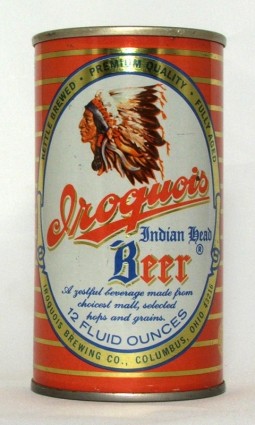 KETTLE BREWED • PREMIUM QUALITY • FULLY AGED
Iroquois
Indian Head
®
Beer
A zestful beverage made from
choicest malt, selected
hops and grains.
12 FLUID OUNCES
IROQUOIS BREWING CO., COLUMBUS, OHIO 43215